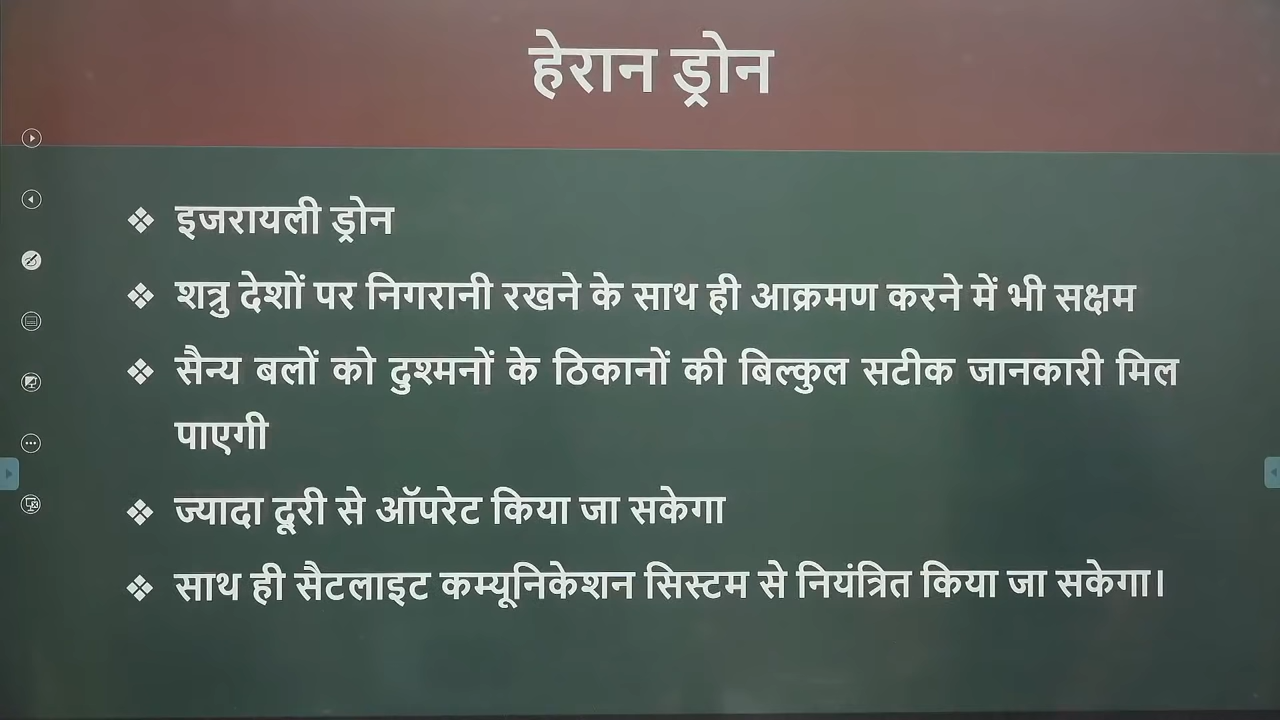 हेरान ड्रोन
❖ इजरायली ड्रोन
❖ शत्रु देशों पर निगरानी रखने के साथ ही आक्रमण करने में भी सक्षम
❖ सैन्य बलों को दुश्मनों के ठिकानों की बिल्कुल सटीक जानकारी मिल
पाएगी
❖ ज्यादा दूरी से ऑपरेट किया जा सकेगा
❖ साथ ही सैटलाइट कम्यूनिकेशन सिस्टम से नियंत्रित किया जा सकेगा।